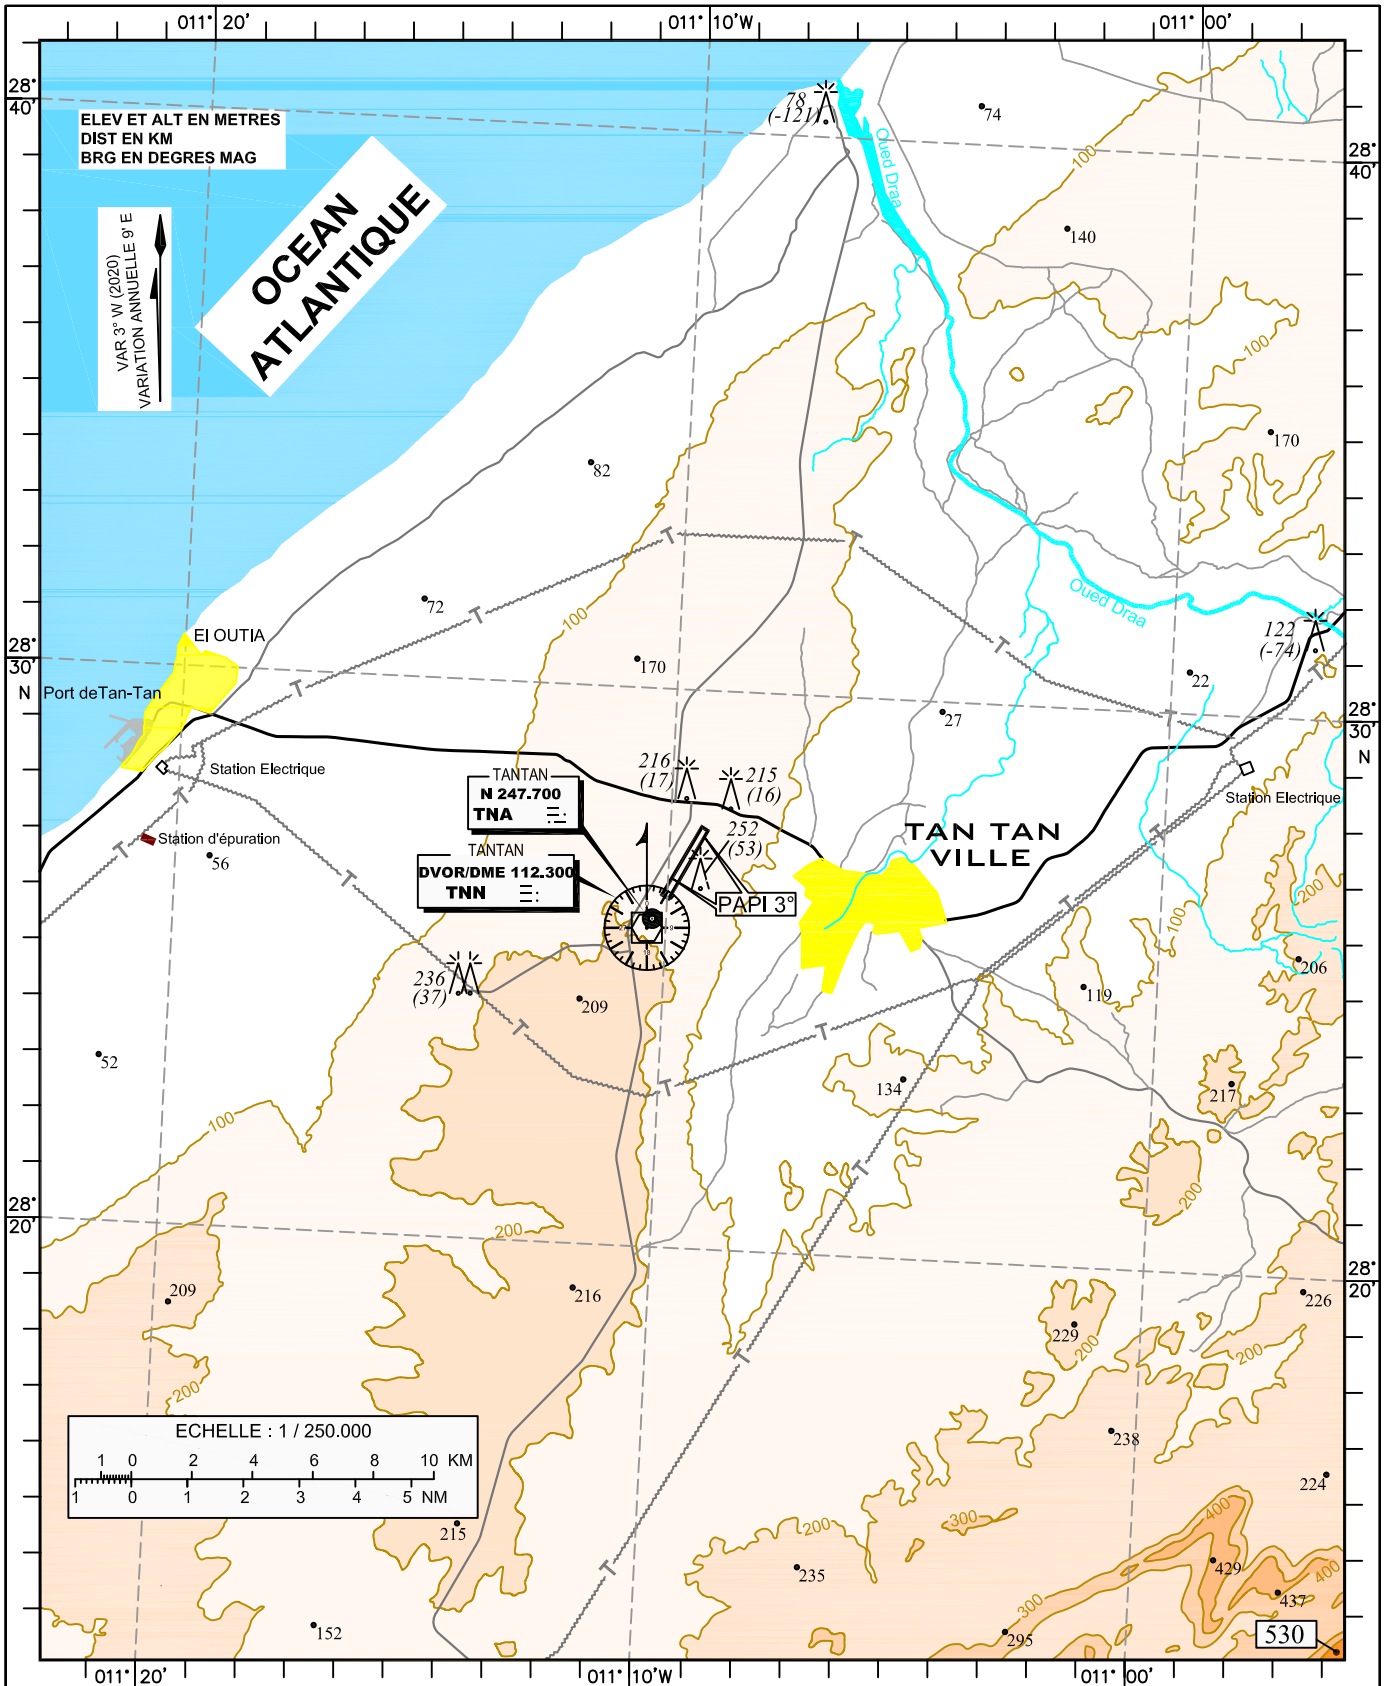 011° 20'
011° 10'W
011° 00'
28°
40'
ELEV ET ALT EN METRES
DIST EN KM
BRG EN DEGRES MAG
78
(-121)
74
100
28°
40'
Oued Draa
OCEAN
ATLANTIQUE
VAR 3° W (2020)
VARIATION ANNUELLE 9' E
140
100
170
82
T
T
72
T
100
Oued Draa
El OUTIA
122
(-74)
28°
30'
N
Port deTan-Tan
170
T
T
22
T
27
T
28°
30'
N
T
Station Electrique
216
(17)
215
(16)
TANTAN
N 247.700
TNA
Station Electrique
T
252
(53)
TAN TAN
VILLE
T
Station d'épuration
T
56
TANTAN
DVOR/DME 112.300
TNN
T
PAPI 3°
T
200
100
236
(37)
209
206
119
T
T
52
T
134
217
100
T
200
28°
20'
200
28°
20'
209
216
226
229
200
200
T
200
ECHELLE : 1 / 250.000
1 0 2 4 6 8 10 KM
1 0 1 2 3 4 5 NM
238
224
215
200
300
400
T
235
429
400
437
300
152
295
530
011° 20'
011° 10'W
011° 00'